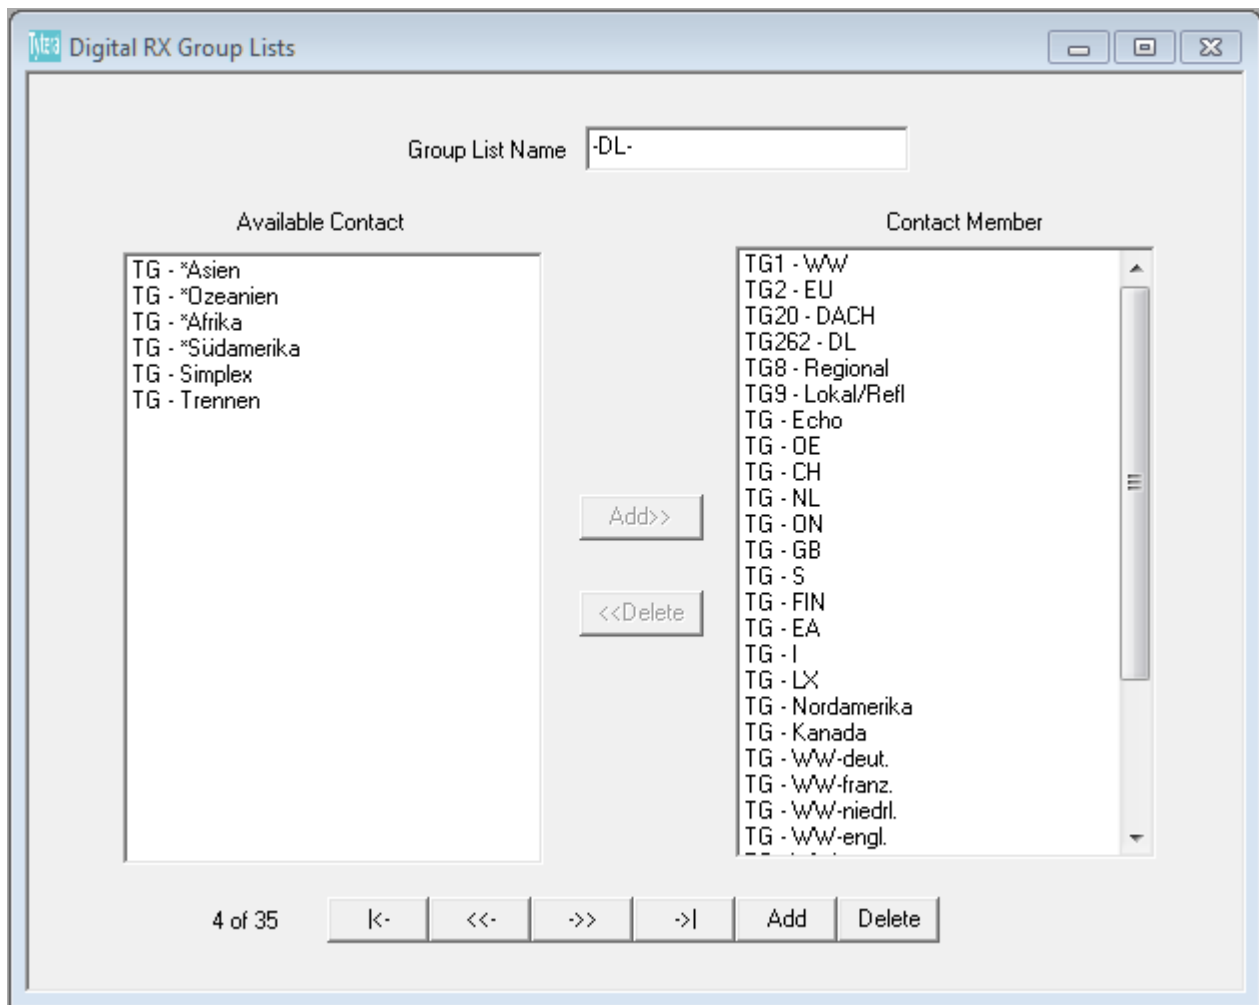 Tytera Digital RX Group Lists
Group List Name -DL-
Available Contact
TG - *Asien
TG - *Ozeanien
TG - *Afrika
TG - *Südamerika
TG - Simplex
TG - Trennen
Add>>
<<Delete
Contact Member
TG1 - WW
TG2 - EU
TG20 - DACH
TG262 - DL
TG8 - Regional
TG9 - Lokal/Refl
TG - Echo
TG - OE
TG - CH
TG - NL
TG - ON
TG - GB
TG - S
TG - FIN
TG - EA
TG - I
TG - LX
TG - Nordamerika
TG - Kanada
TG - WW-deut.
TG - WW-franz.
TG - WW-niedrl.
TG - WW-engl.
4 of 35 |<- <<- ->> ->| Add Delete